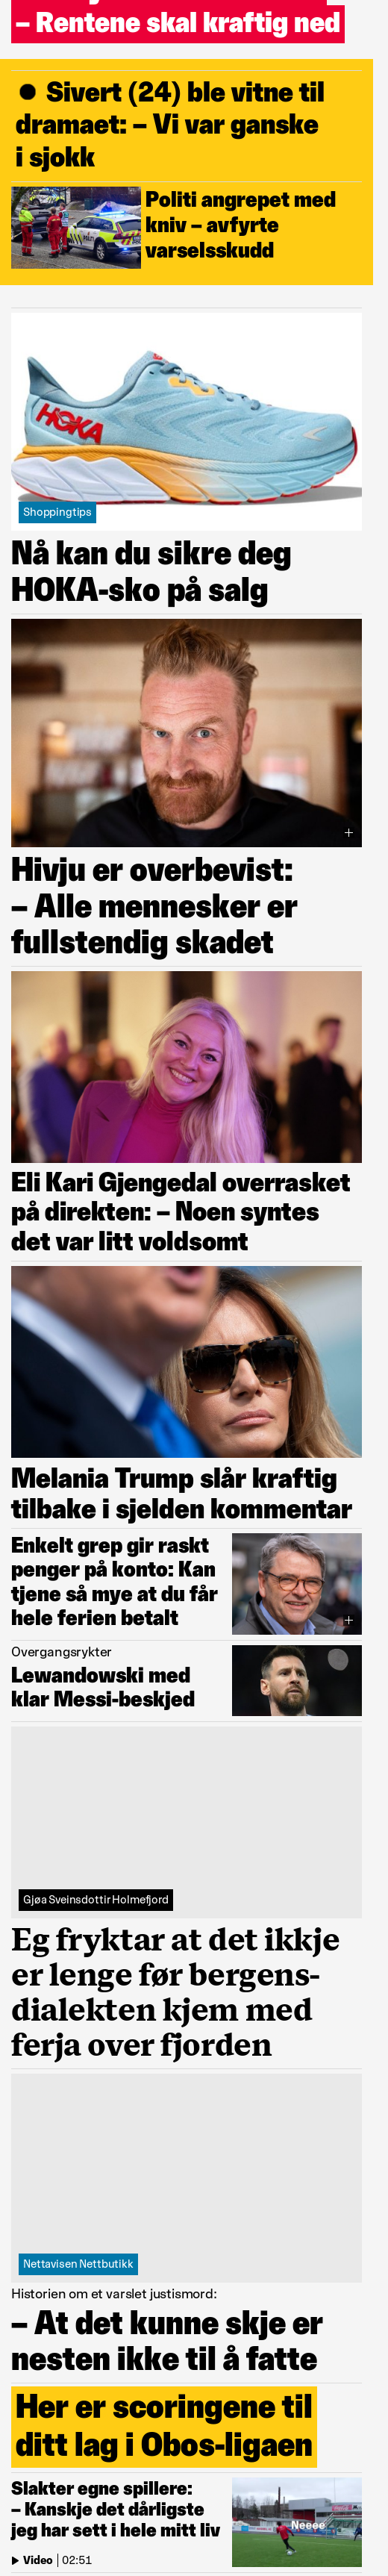 – Rentene skal kraftig ned
Sivert (24) ble vitne til
dramaet: – Vi var ganske
i sjokk
Politi angrepet med
kniv – avfyrte
varselsskudd
POLITI
HOKA
Shoppingtips
Nå kan du sikre deg
HOKA-sko på salg
Hivju er overbevist:
– Alle mennesker er
fullstendig skadet
Eli Kari Gjengedal overrasket
på direkten: – Noen syntes
det var litt voldsomt
Melania Trump slår kraftig
tilbake i sjelden kommentar
Enkelt grep gir raskt
penger på konto: Kan
tjene så mye at du får
hele ferien betalt
Overgangsrykter
Lewandowski med
klar Messi-beskjed
Gjøa Sveinsdottir Holmefjord
Eg fryktar at det ikkje
er lenge før bergens-
dialekten kjem med
ferja over fjorden
Nettavisen Nettbutikk
Historien om et varslet justismord:
– At det kunne skje er
nesten ikke til å fatte
Her er scoringene til
ditt lag i Obos-ligaen
Slakter egne spillere:
– Kanskje det dårligste
jeg har sett i hele mitt liv
Video | 02:51
Neeee